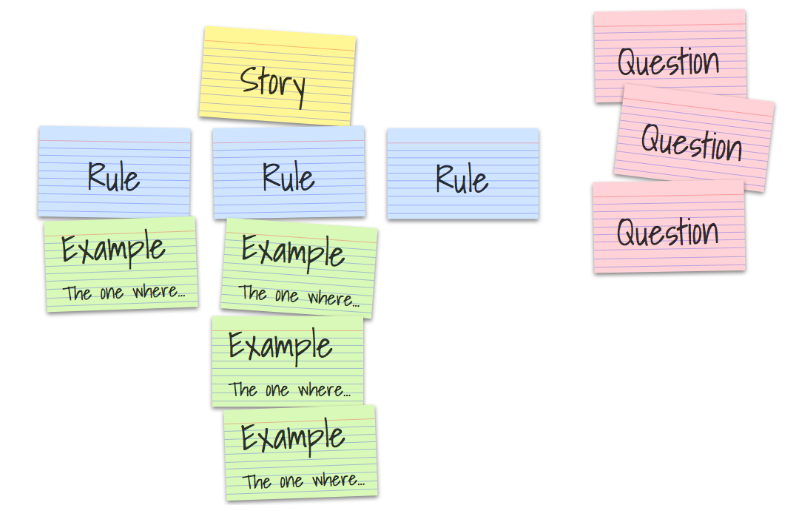 Story
Rule
Rule
Rule
Example
The one where...
Example
The one where...
Example
The one where...
Example
The one where...
Question
Question
Question